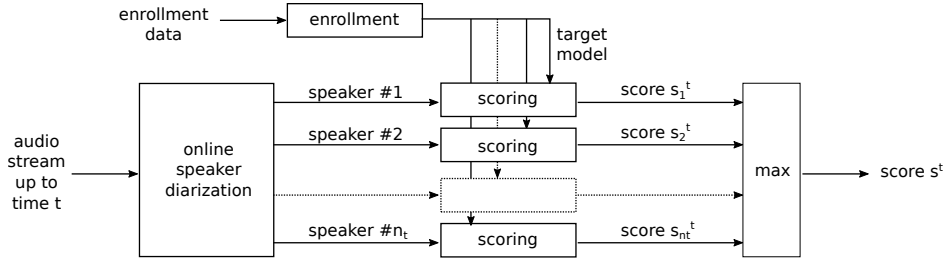 enrollment
data
enrollment
target
model
speaker #1
scoring
score s₁ᵗ
audio
stream
up to
time t
online
speaker
diarization
speaker #2
scoring
score s₂ᵗ
max
score sᵗ
speaker #nₜ
scoring
score sₙₜᵗ